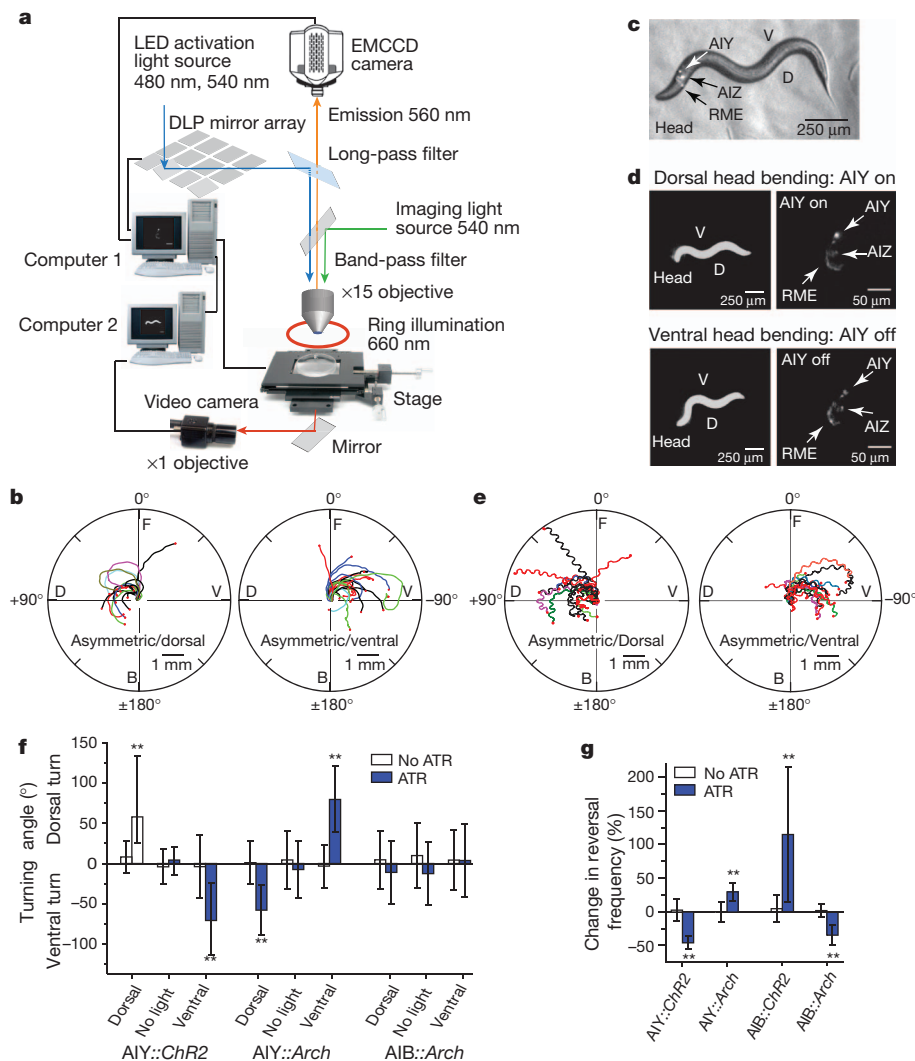 a
LED activation
light source
480 nm, 540 nm
EMCCD
camera
Emission 560 nm
DLP mirror array
Long-pass filter
Imaging light
source 540 nm
Computer 1
Band-pass filter
×15 objective
Computer 2
Ring illumination
660 nm
Video camera
Stage
×1 objective
Mirror
c
AIY
V
AIZ
D
RME
Head
250 µm
d
Dorsal head bending: AIY on
V
Head
D
250 µm
AIY on
AIY
AIZ
RME
50 µm
Ventral head bending: AIY off
V
D
Head
250 µm
AIY off
AIY
AIZ
RME
50 µm
b
0°
F
D
V
+90°
–90°
Asymmetric/dorsal
Asymmetric/ventral
1 mm
1 mm
B
±180°
e
0°
F
D
V
+90°
–90°
Asymmetric/Dorsal
Asymmetric/Ventral
1 mm
1 mm
B
±180°
f
Turning angle (°)
Ventral turn Dorsal turn
150
100
50
0
−50
−100
No ATR
ATR
**
**
**
**
Dorsal
No light
Ventral
Dorsal
No light
Ventral
Dorsal
No light
Ventral
AIY::ChR2
AIY::Arch
AIB::Arch
g
Change in reversal
frequency (%)
200
150
100
50
0
−50
No ATR
ATR
**
**
**
**
AIY::ChR2
AIY::Arch
AIB::ChR2
AIB::Arch